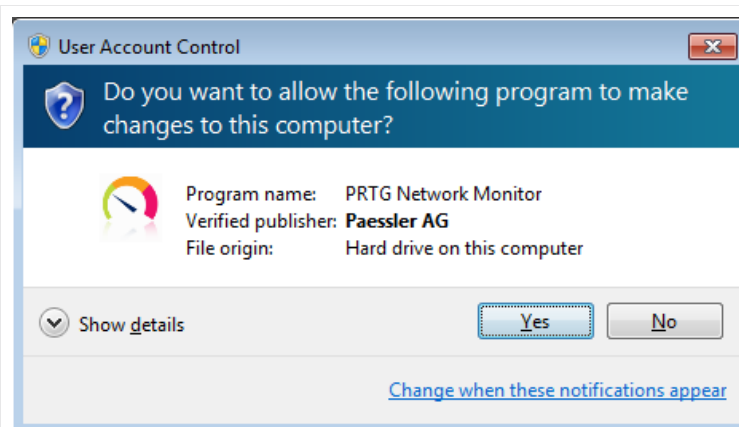 User Account Control
Do you want to allow the following program to make
changes to this computer?
Program name: PRTG Network Monitor
Verified publisher: Paessler AG
File origin: Hard drive on this computer
Show details
Yes No
Change when these notifications appear